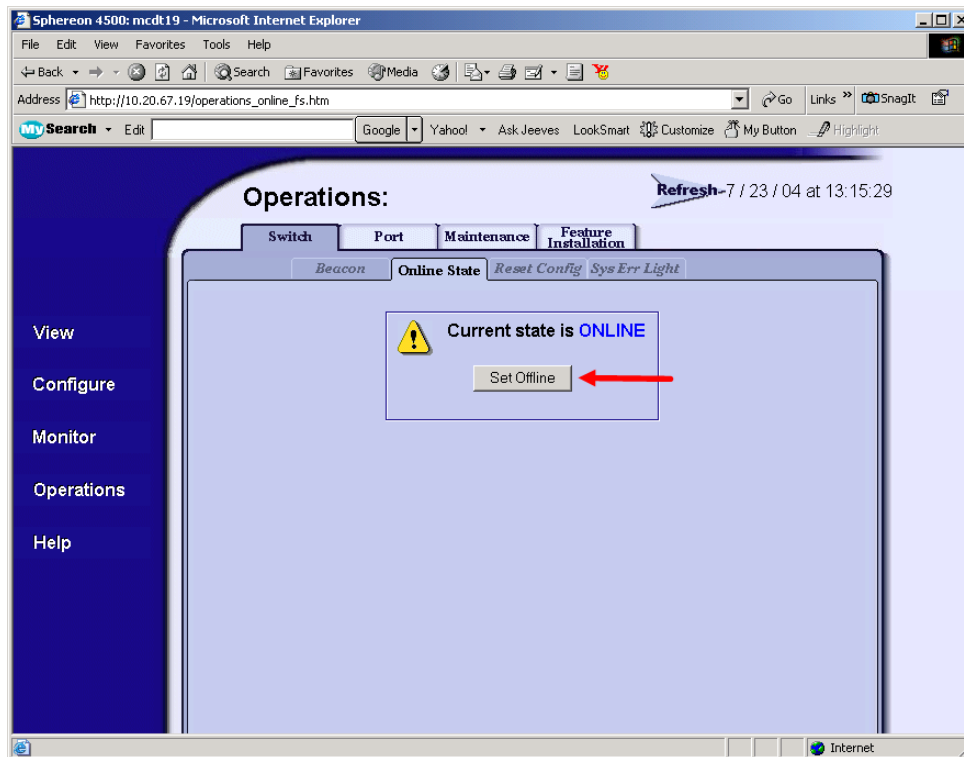 Sphereon 4500: mcdt19 - Microsoft Internet Explorer
File Edit View Favorites Tools Help
Back Search Favorites Media
Address http://10.20.67.19/operations_online_fs.htm Go Links » SnagIt
My Search Edit Google Yahoo! Ask Jeeves LookSmart Customize My Button Highlight
Operations: Refresh-7 / 23 / 04 at 13:15:29
Switch Port Maintenance Feature Installation
Beacon Online State Reset Config Sys Err Light
Current state is ONLINE
Set Offline
View
Configure
Monitor
Operations
Help
Internet